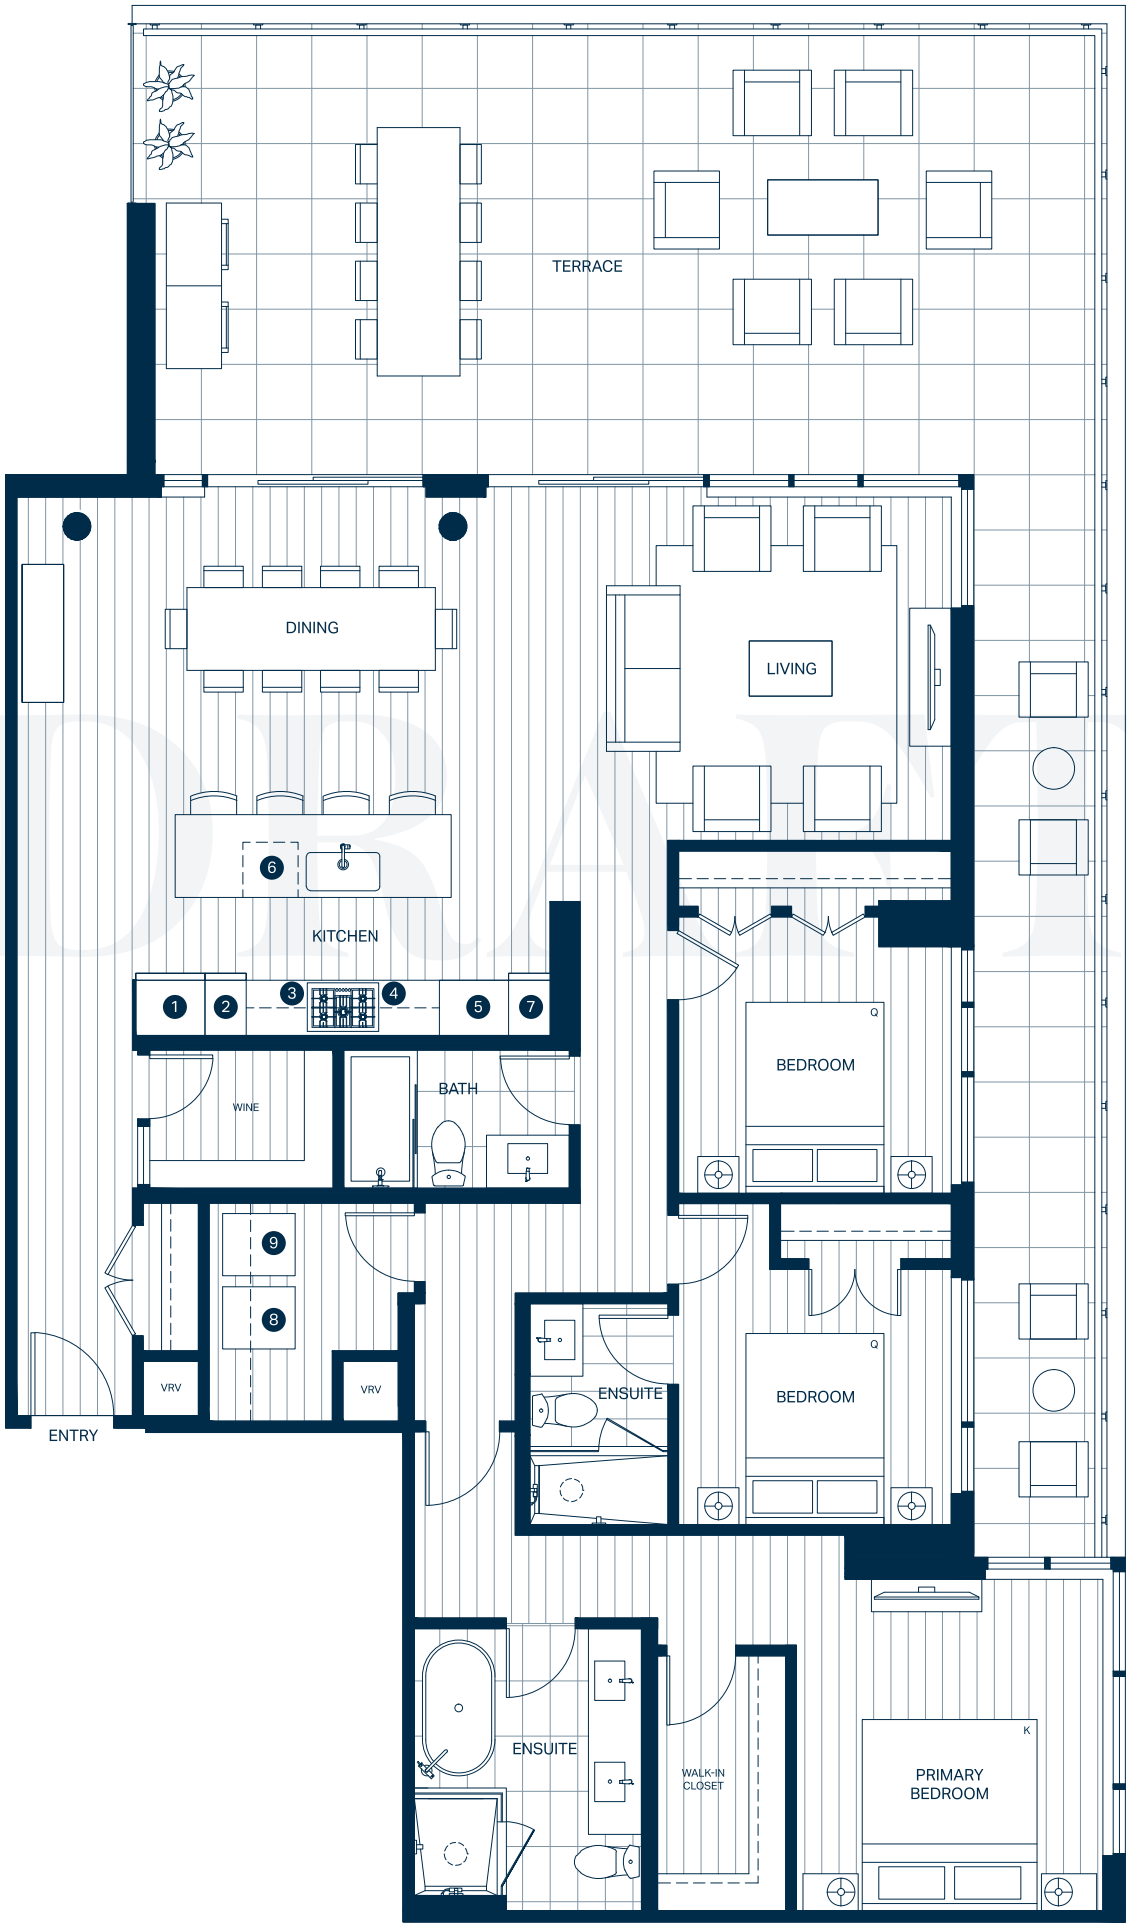 TERRACE
DINING
LIVING
DRAFT
6
KITCHEN
1
2
3
4
5
7
Q
BEDROOM
BATH
WINE
9
8
VRV
VRV
Q
BEDROOM
ENSUITE
ENTRY
K
ENSUITE
WALK-IN
CLOSET
PRIMARY
BEDROOM